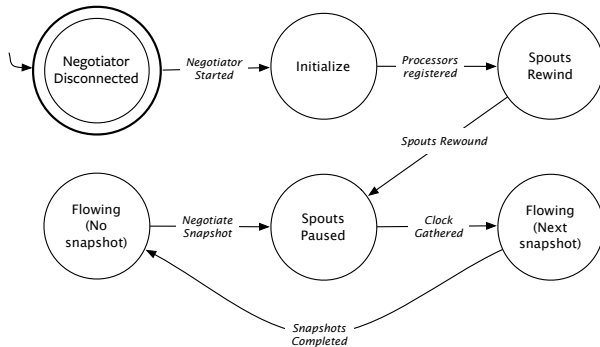 Negotiator
Disconnected
Negotiator
Started
Initialize
Processors
registered
Spouts
Rewind
Spouts Rewound
Flowing
(No
snapshot)
Negotiate
Snapshot
Spouts
Paused
Clock
Gathered
Flowing
(Next
snapshot)
Snapshots
Completed